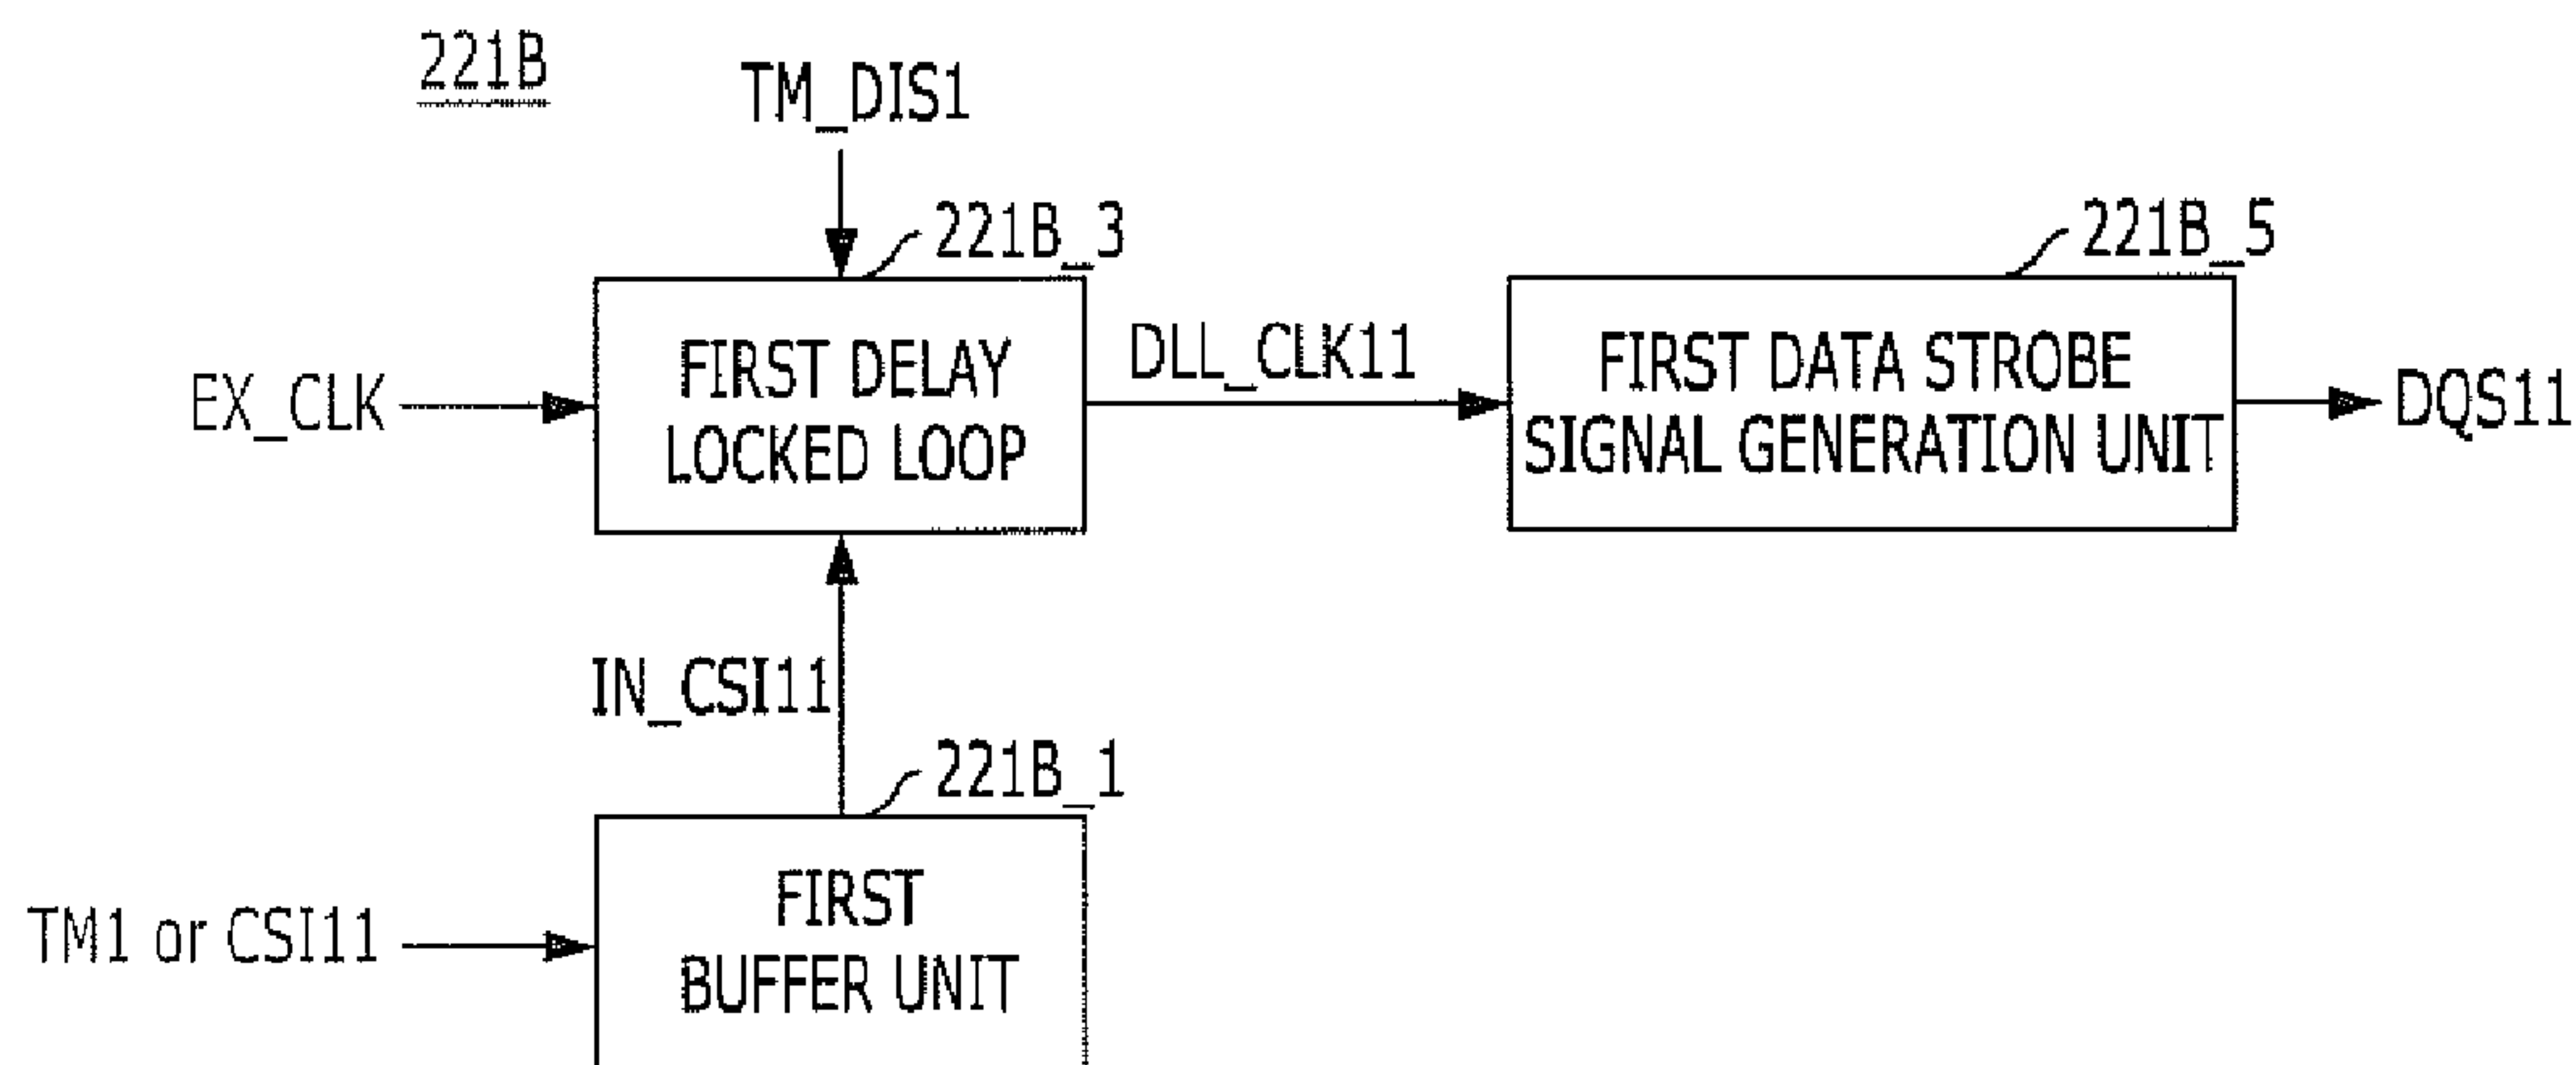 221B
TM_DIS1
221B_3
221B_5
EX_CLK
FIRST DELAY
LOCKED LOOP
DLL_CLK11
FIRST DATA STROBE
SIGNAL GENERATION UNIT
DQS11
IN_CSI11
221B_1
TM1 or CSI11
FIRST
BUFFER UNIT